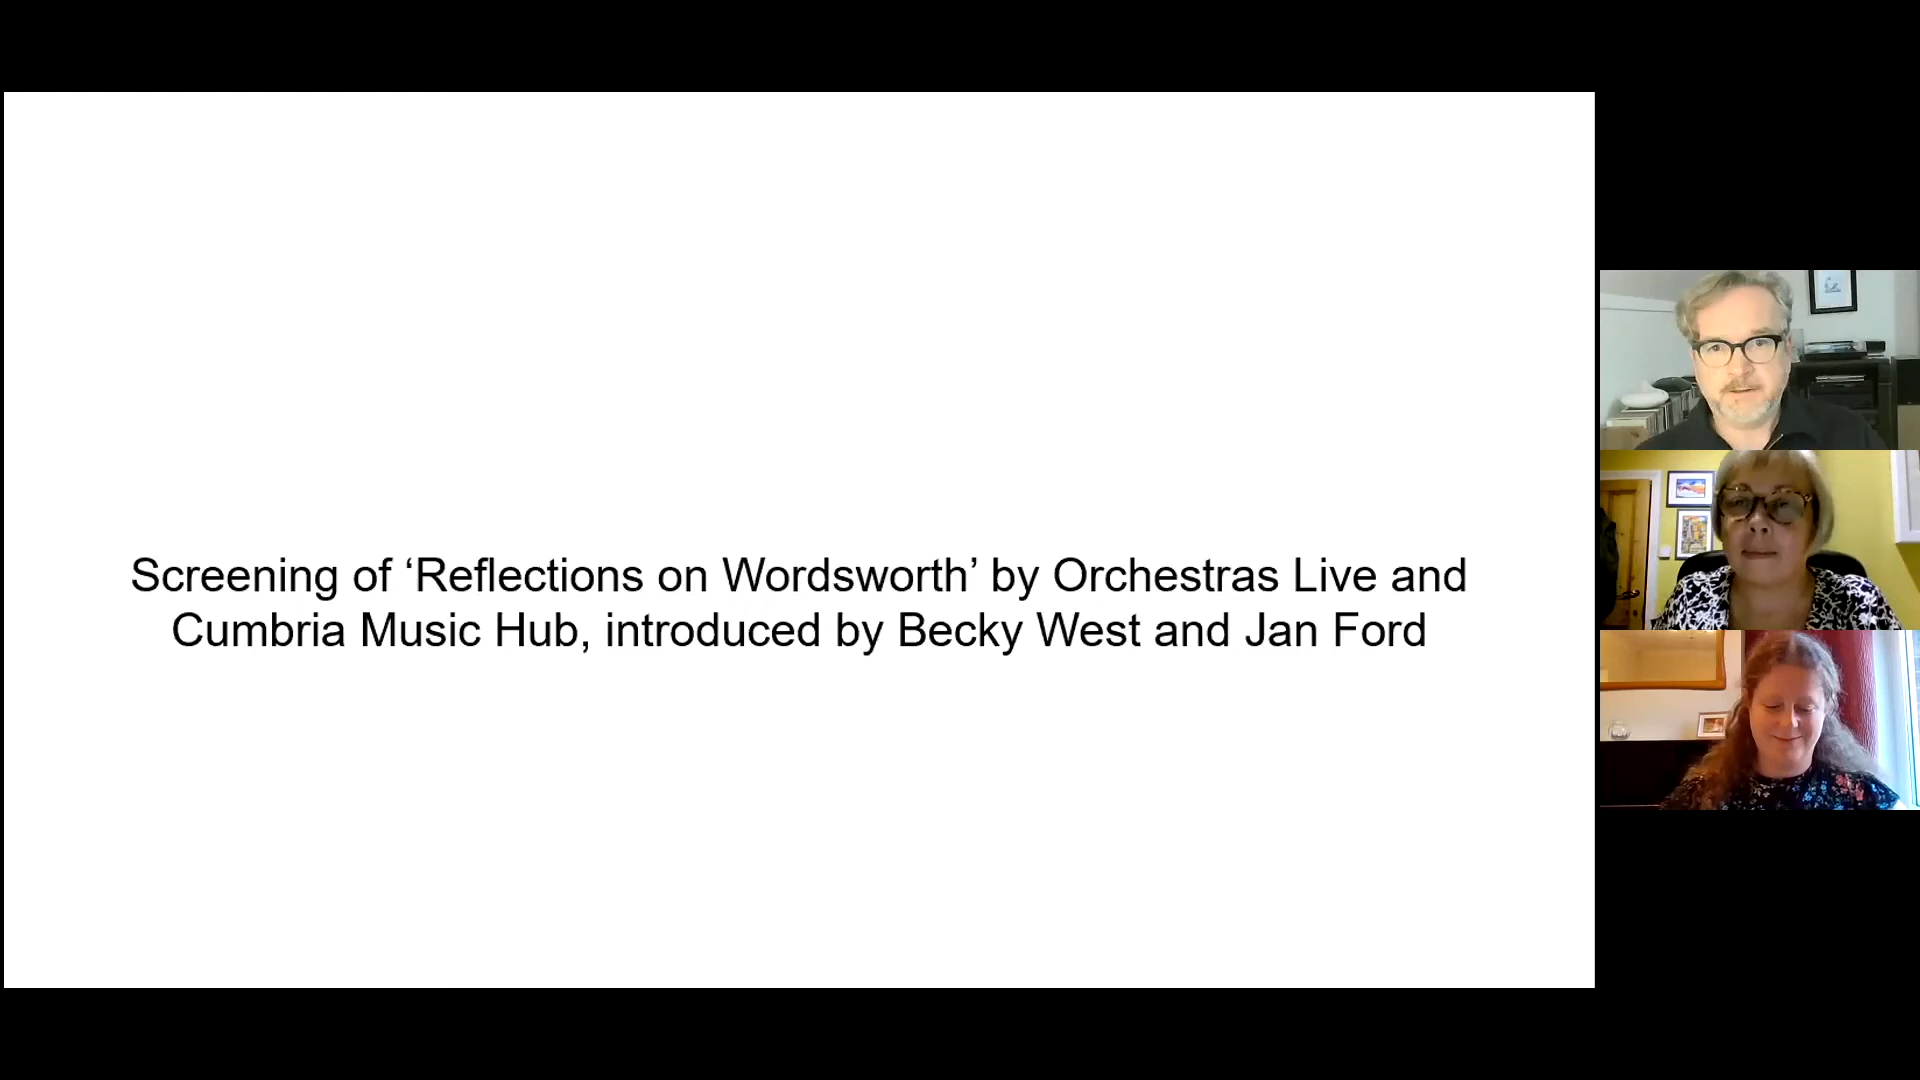 Screening of ‘Reflections on Wordsworth’ by Orchestras Live and
Cumbria Music Hub, introduced by Becky West and Jan Ford